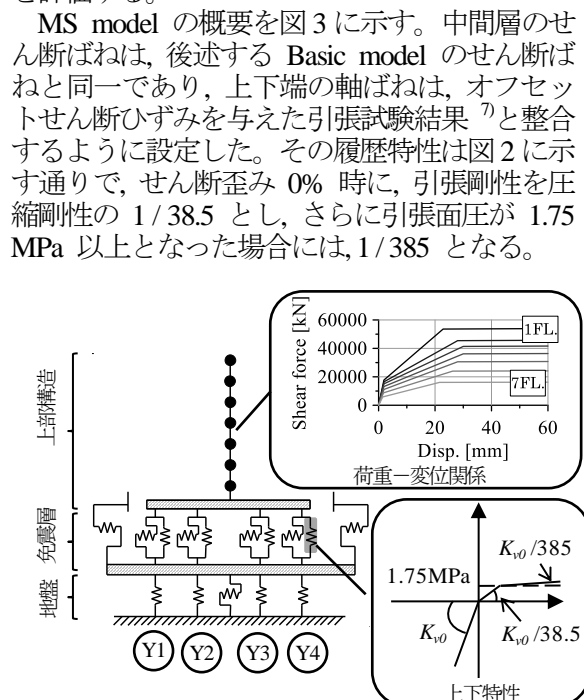 MS model の概要を図 3 に示す。中間層のせ
ん断ばねは, 後述する Basic model のせん断ば
ねと同一であり, 上下端の軸ばねは, オフセッ
トせん断ひずみを与えた引張試験結果 7)と整合
するように設定した。その履歴特性は図 2 に示
す通りで, せん断歪み 0% 時に, 引張剛性を圧
縮剛性の 1 / 38.5 とし, さらに引張面圧が 1.75
MPa 以上となった場合には, 1 / 385 となる。
Shear force [kN]
60000
40000
20000
0
1FL.
7FL.
0 20 40 60
Disp. [mm]
荷重－変位関係
上部構造
免震層
地盤
Y1 Y2 Y3 Y4
1.75MPa
Kv0 /385
Kv0
Kv0 /38.5
上下特性